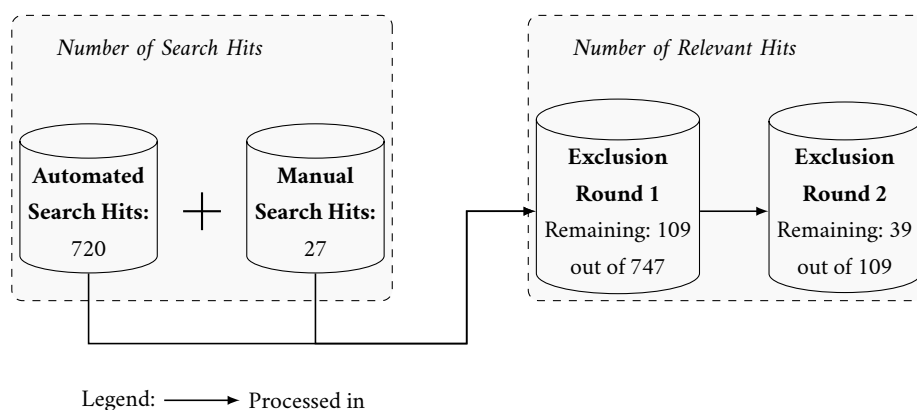 Number of Search Hits
Automated
Search Hits:
720
+
Manual
Search Hits:
27
Number of Relevant Hits
Exclusion
Round 1
Remaining: 109
out of 747
Exclusion
Round 2
Remaining: 39
out of 109
Legend: Processed in